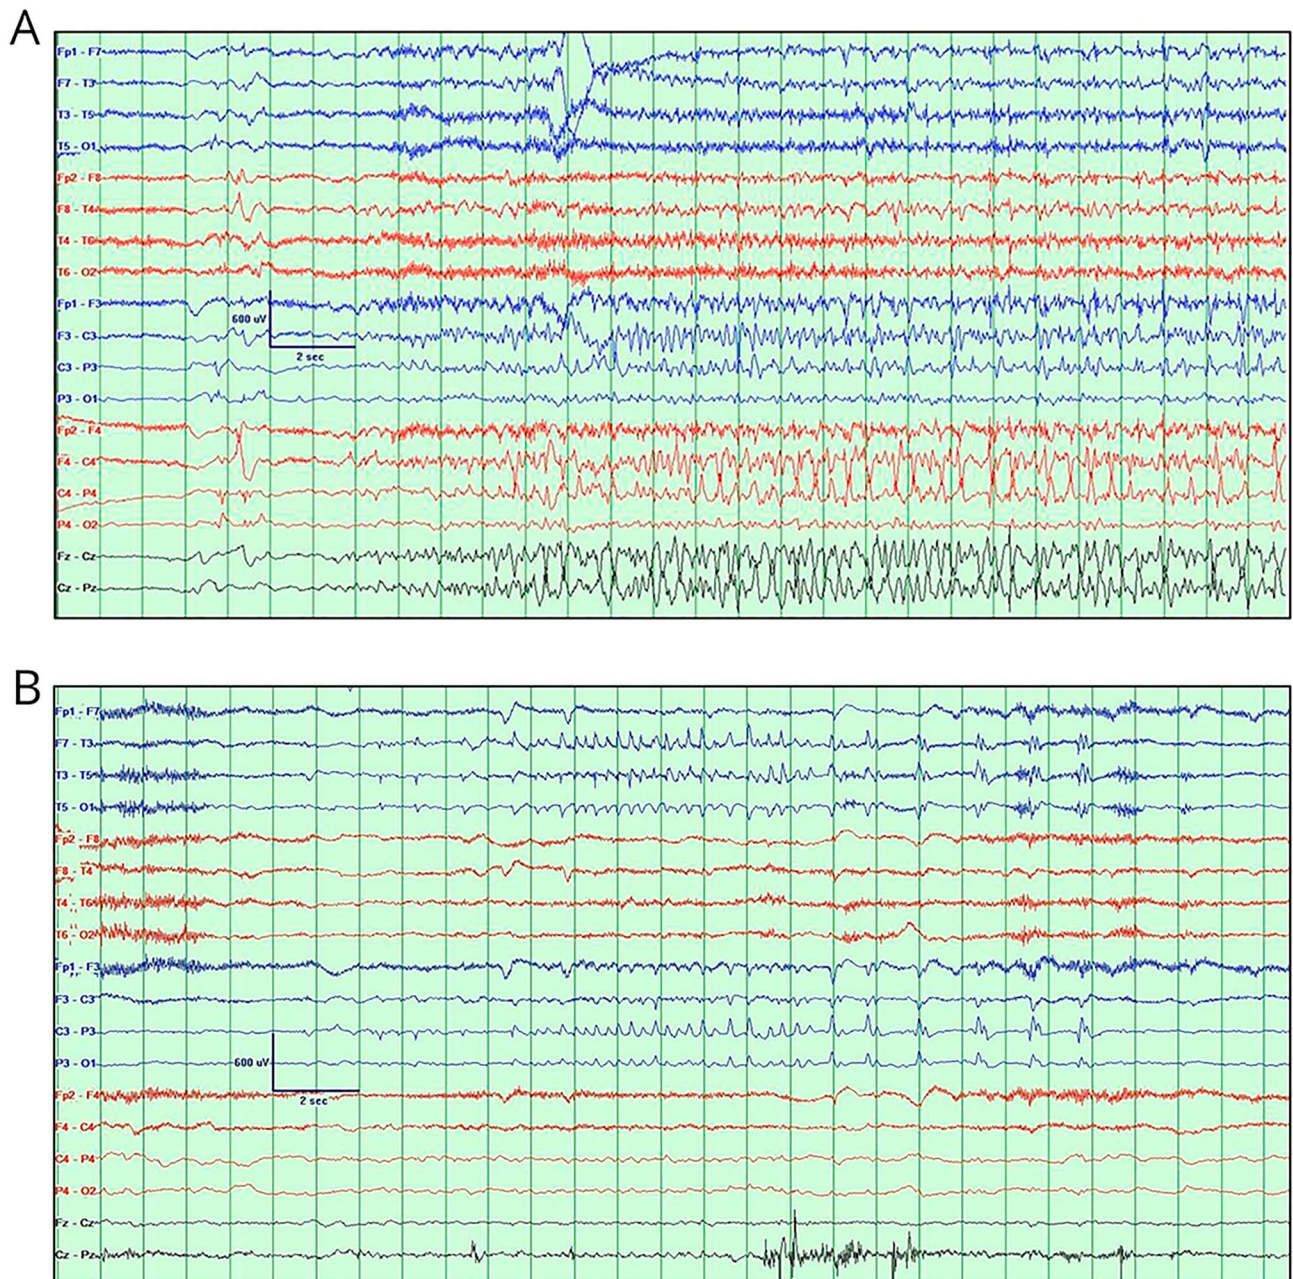 A
Fp1 - F7
F7 - T3
T3 - T5
T5 - O1
Fp2 - F8
F8 - T4
T4 - T6
T6 - O2
Fp1 - F3
600 uV
F3 - C3
2 sec
C3 - P3
P3 - O1
Fp2 - F4
F4 - C4
C4 - P4
P4 - O2
Fz - Cz
Cz - Pz
B
Fp1 - F7
F7 - T3
T3 - T5
T5 - O1
Fp2 - F8
F8 - T4
T4 - T6
T6 - O2
Fp1 - F3
F3 - C3
C3 - P3
P3 - O1
600 uV
Fp2 - F4
2 sec
F4 - C4
C4 - P4
P4 - O2
Fz - Cz
Cz - Pz